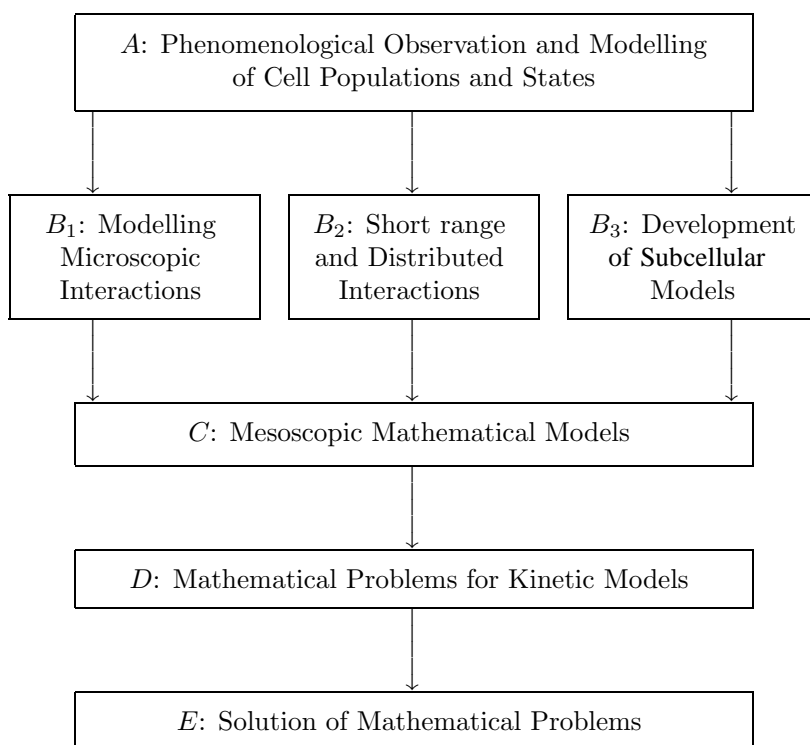 A: Phenomenological Observation and Modelling
of Cell Populations and States
B₁: Modelling
Microscopic
Interactions
B₂: Short range
and Distributed
Interactions
B₃: Development
of Subcellular
Models
C: Mesoscopic Mathematical Models
D: Mathematical Problems for Kinetic Models
E: Solution of Mathematical Problems